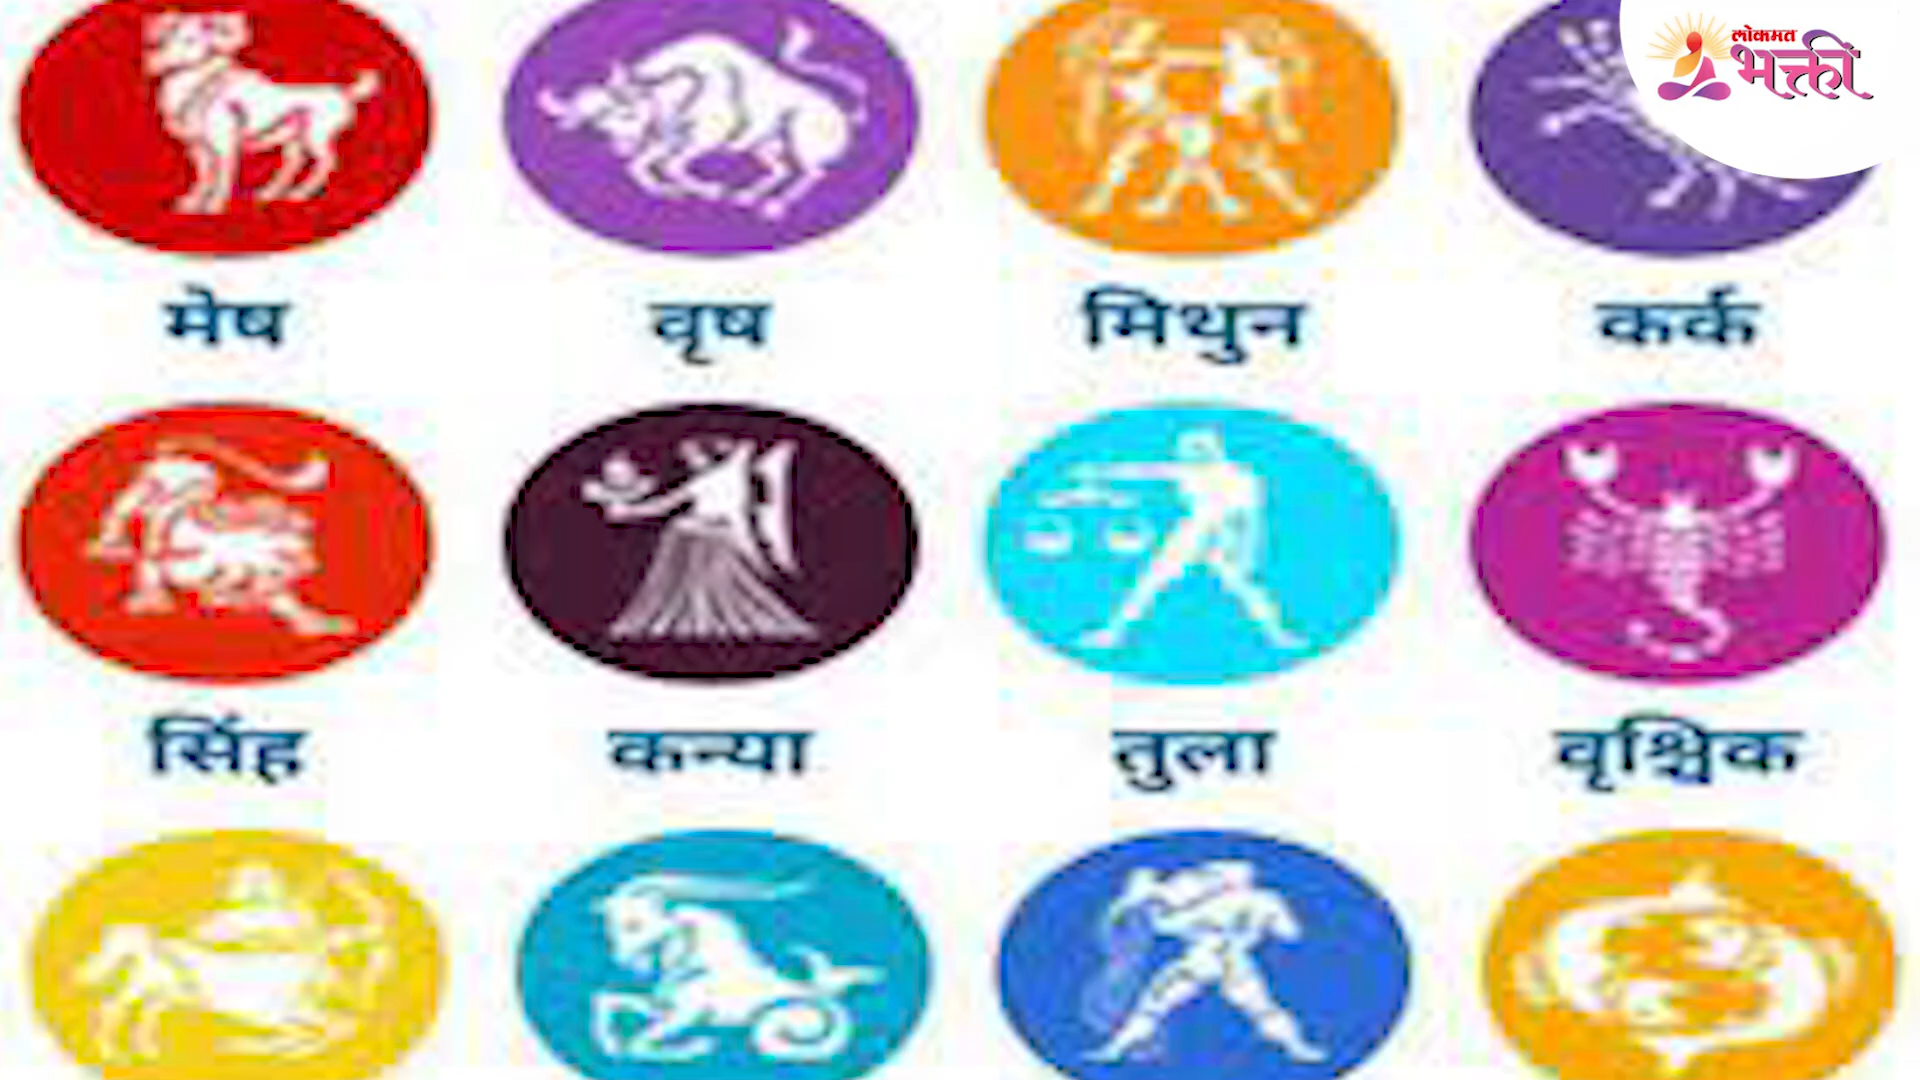 लोकमत
भक्ती
मेष वृष मिथुन कर्क
सिंह कन्या तुला वृश्चिक